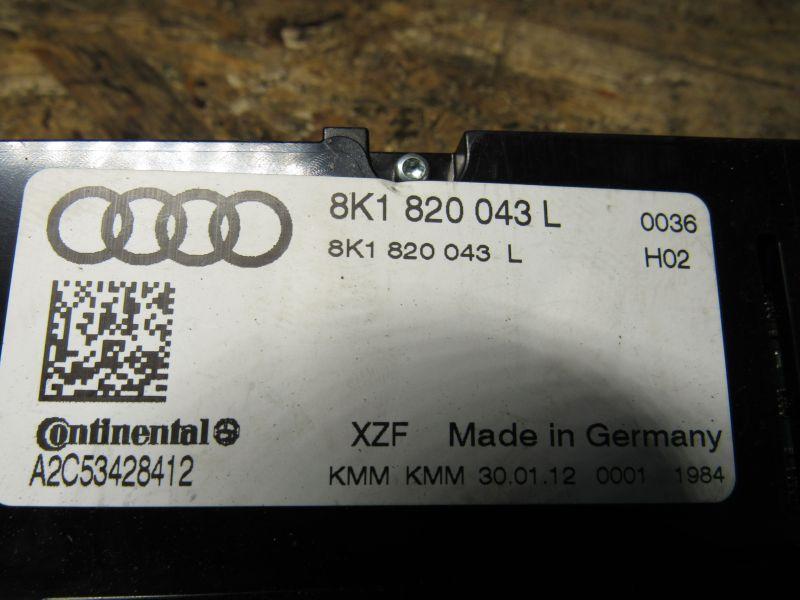 8K1 820 043 L 0036
8K1 820 043 L H02
Continental
XZF Made in Germany
A2C53428412
KMM KMM 30.01.12 0001 1984